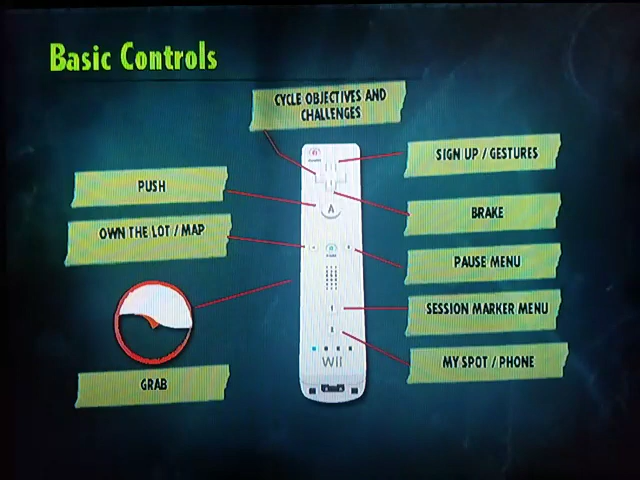 Basic Controls
CYCLE OBJECTIVES AND
CHALLENGES
SIGN UP / GESTURES
PUSH
BRAKE
A
OWN THE LOT / MAP
PAUSE MENU
SESSION MARKER MENU
Wii
MY SPOT / PHONE
GRAB